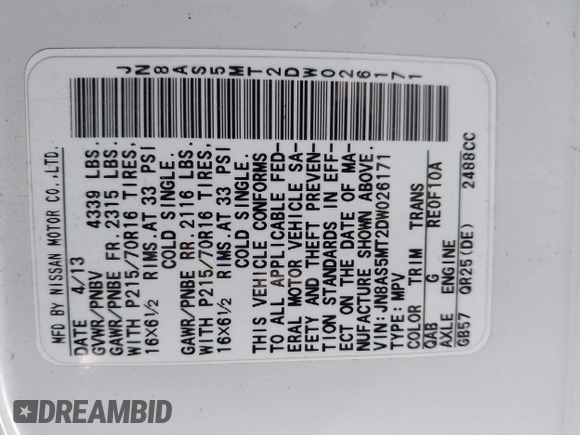 JN8AS5MT2DW026171
MFD BY NISSAN MOTOR CO.,LTD.
DATE 4/13
GVWR/PNBV 4339 LBS.
GAWR/PNBE FR. 2315 LBS.
WITH P215/70R16 TIRES,
16X6½ RIMS.AT 33 PSI
COLD SINGLE.
GAWR/PNBE RR. 2116 LBS.
WITH P215/70R16 TIRES,
16X6½ RIMS.AT 33 PSI
COLD SINGLE.
THIS VEHICLE CONFORMS
TO ALL APPLICABLE FED-
ERAL MOTOR VEHICLE SA-
FETY AND THEFT PREVEN-
TION STANDARDS IN EFF-
ECT ON THE DATE OF MA-
NUFACTURE SHOWN ABOVE.
VIN:JN8AS5MT2DW026171
TYPE:MPV
COLOR TRIM TRANS
QAB G RE0F10A
AXLE ENGINE
GB57 QR25(DE) 2488CC
DREAMBID